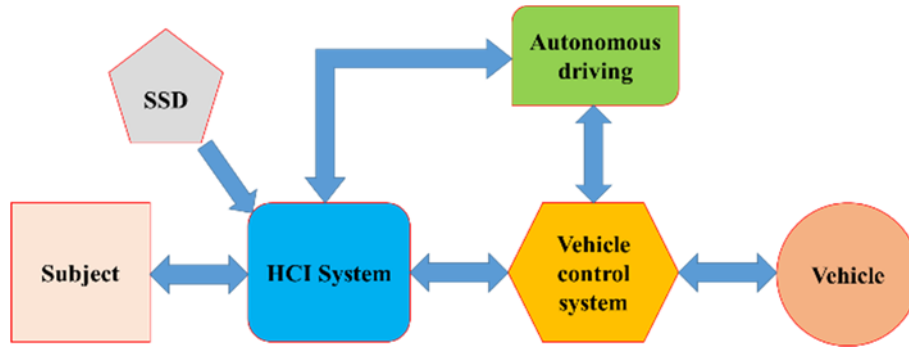 Autonomous
driving
SSD
Subject
HCI System
Vehicle
control
system
Vehicle